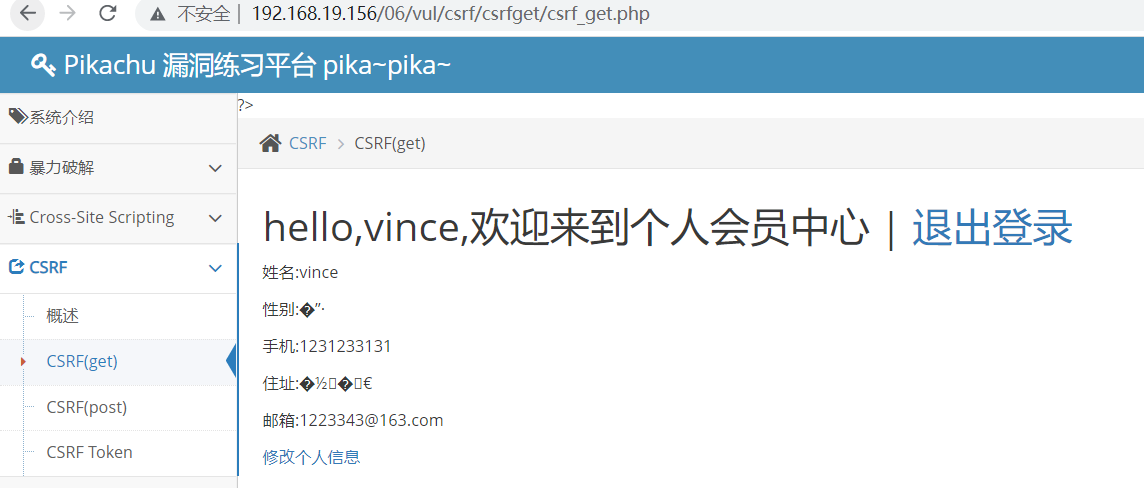 不安全 | 192.168.19.156/06/vul/csrf/csrfget/csrf_get.php
Pikachu 漏洞练习平台 pika~pika~
系统介绍
暴力破解
Cross-Site Scripting
CSRF
概述
CSRF(get)
CSRF(post)
CSRF Token
?>
CSRF > CSRF(get)
hello,vince,欢迎来到个人会员中心 | 退出登录
姓名:vince
性别:�”·
手机:1231233131
住址:�½�€
邮箱:1223343@163.com
修改个人信息